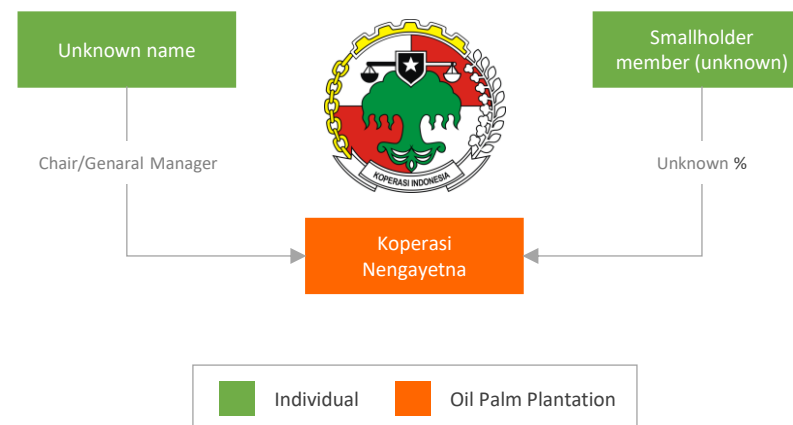 Unknown name
Smallholder
member (unknown)
KOPERASI INDONESIA
Chair/Genaral Manager
Unknown %
Koperasi
Nengayetna
Individual
Oil Palm Plantation